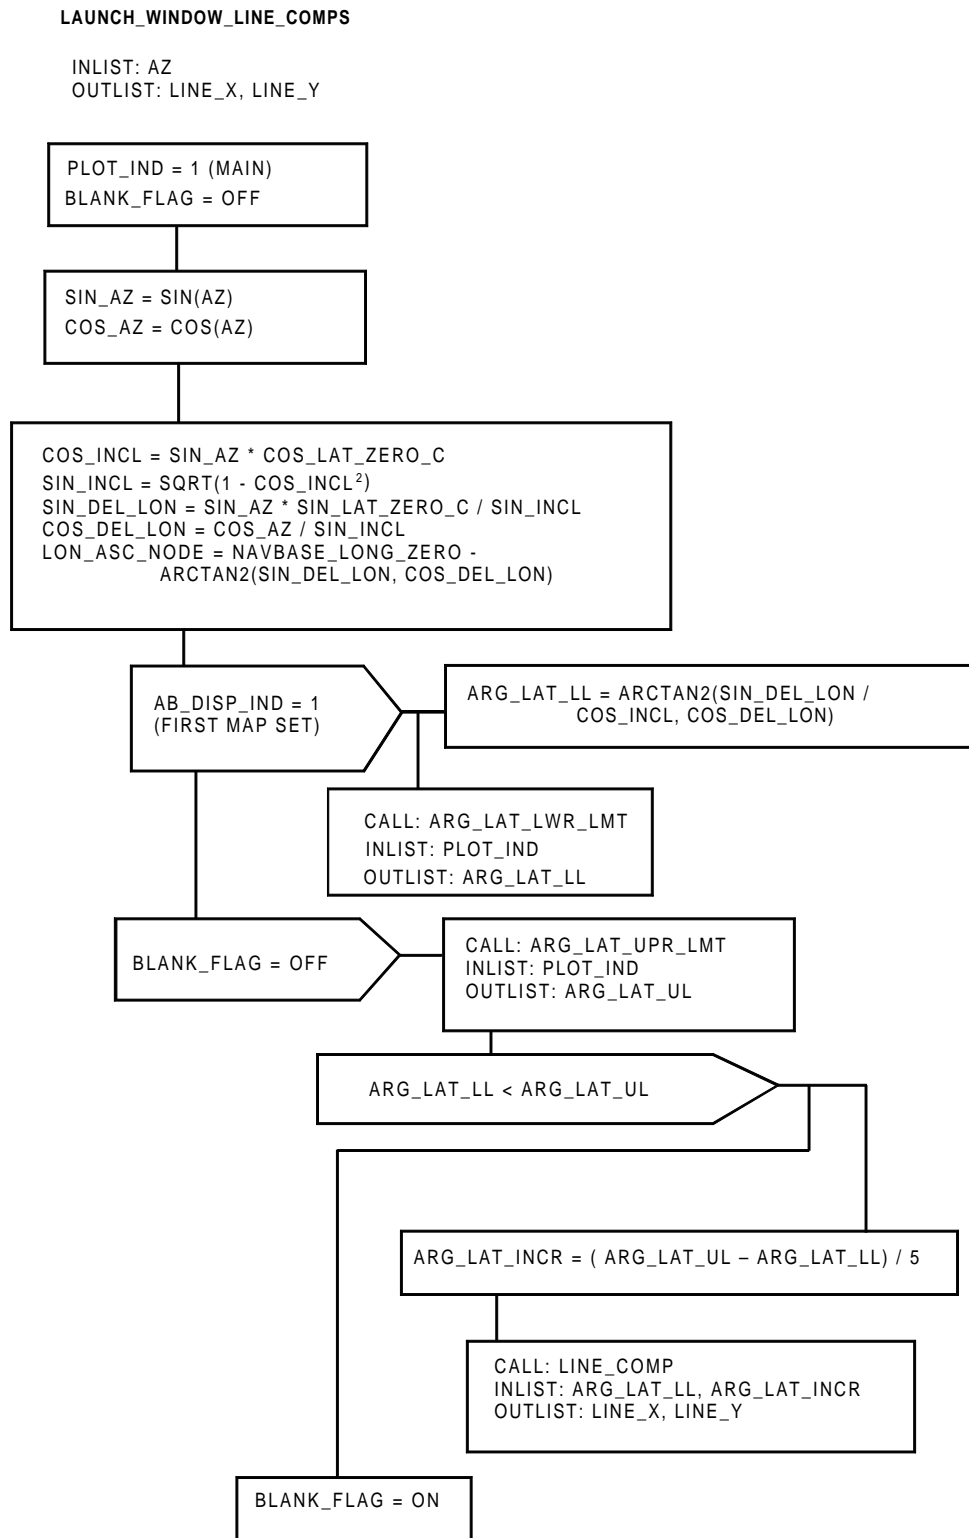 LAUNCH_WINDOW_LINE_COMPS
INLIST: AZ
OUTLIST: LINE_X, LINE_Y
PLOT_IND = 1 (MAIN)
BLANK_FLAG = OFF
SIN_AZ = SIN(AZ)
COS_AZ = COS(AZ)
COS_INCL = SIN_AZ * COS_LAT_ZERO_C
SIN_INCL = SQRT(1 - COS_INCL²)
SIN_DEL_LON = SIN_AZ * SIN_LAT_ZERO_C / SIN_INCL
COS_DEL_LON = COS_AZ / SIN_INCL
LON_ASC_NODE = NAVBASE_LONG_ZERO -
ARCTAN2(SIN_DEL_LON, COS_DEL_LON)
AB_DISP_IND = 1
(FIRST MAP SET)
ARG_LAT_LL = ARCTAN2(SIN_DEL_LON /
COS_INCL, COS_DEL_LON)
CALL: ARG_LAT_LWR_LMT
INLIST: PLOT_IND
OUTLIST: ARG_LAT_LL
BLANK_FLAG = OFF
CALL: ARG_LAT_UPR_LMT
INLIST: PLOT_IND
OUTLIST: ARG_LAT_UL
ARG_LAT_LL < ARG_LAT_UL
ARG_LAT_INCR = ( ARG_LAT_UL – ARG_LAT_LL) / 5
CALL: LINE_COMP
INLIST: ARG_LAT_LL, ARG_LAT_INCR
OUTLIST: LINE_X, LINE_Y
BLANK_FLAG = ON